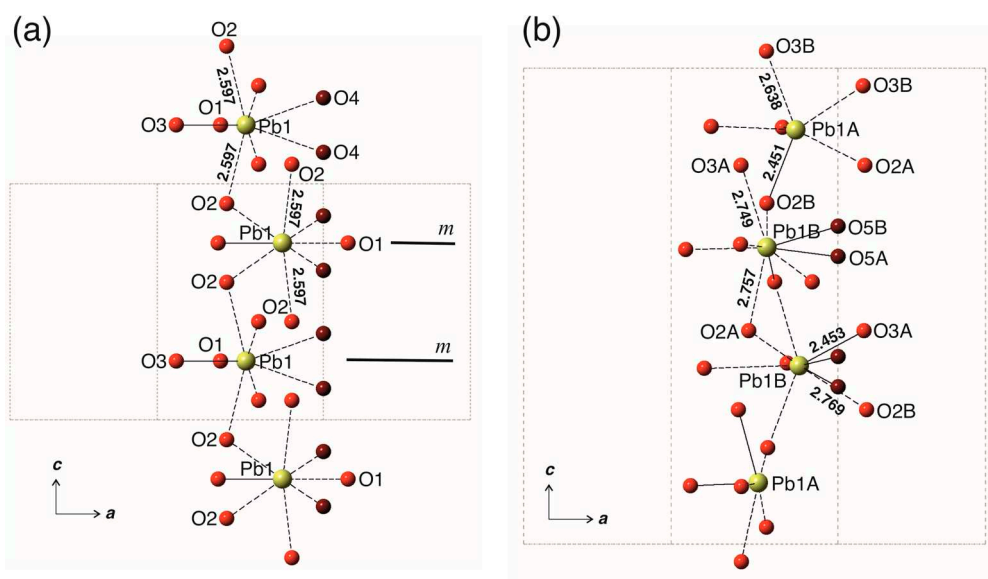 (a)
O2
2.597
O4
O1
O3
Pb1
O4
2.597
O2
O2
2.597
Pb1
m
O1
O2
2.597
O2
m
O1
O3
Pb1
O2
Pb1
O1
O2
c
a
(b)
O3B
2.638
O3B
Pb1A
2.451
O3A
O2A
2.749
O2B
Pb1B
O5B
O5A
2.757
O2A
2.453
O3A
Pb1B
2.769
O2B
Pb1A
c
a